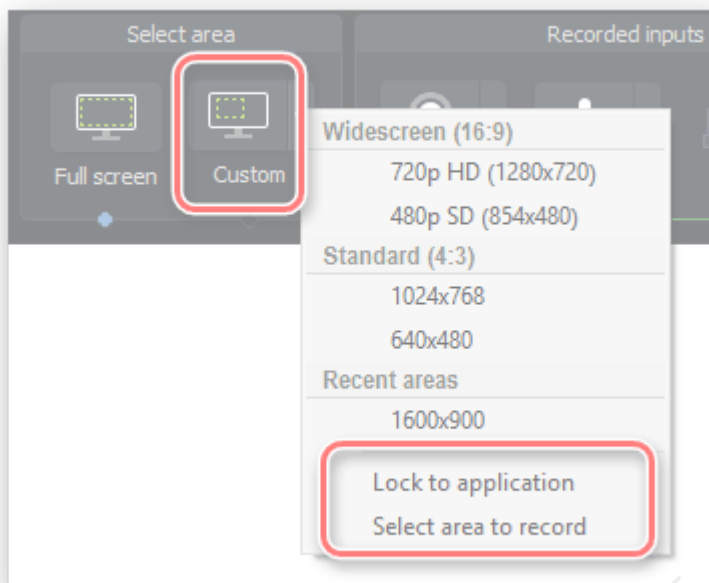 Select area
Recorded inputs
Full screen
Custom
Widescreen (16:9)
720p HD (1280x720)
480p SD (854x480)
Standard (4:3)
1024x768
640x480
Recent areas
1600x900
Lock to application
Select area to record